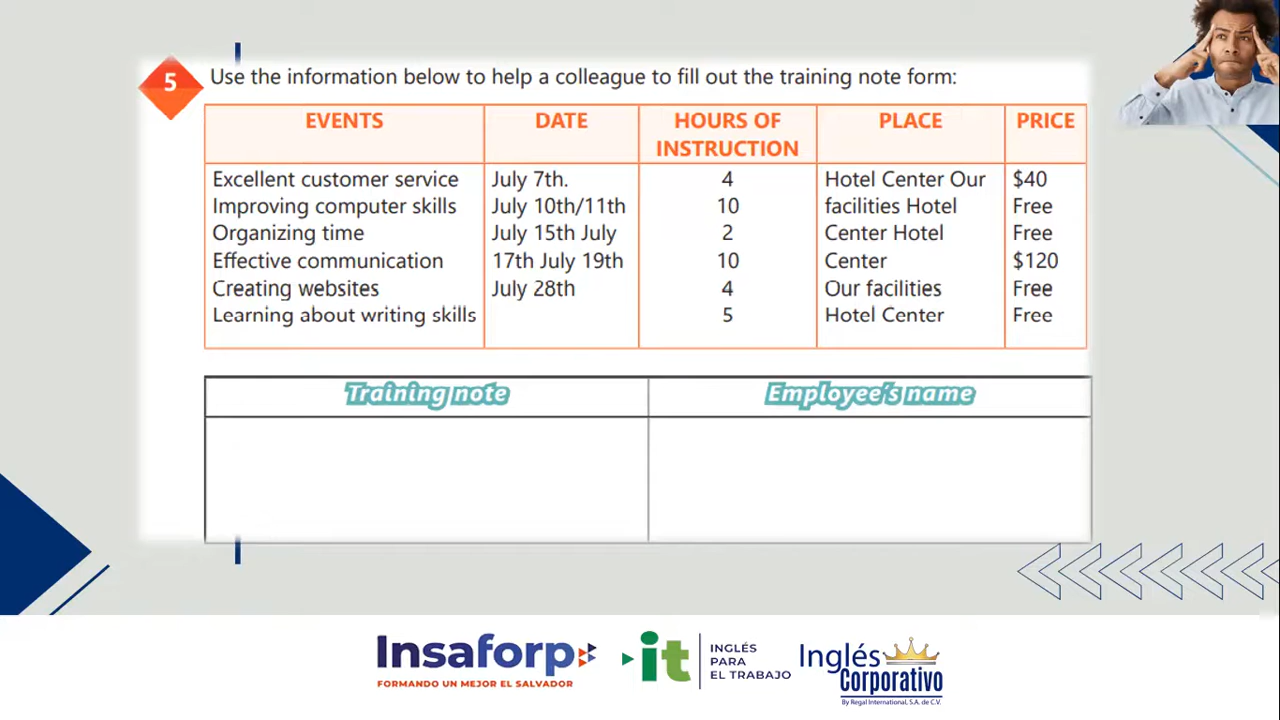 5 Use the information below to help a colleague to fill out the training note form:
EVENTS DATE HOURS OF INSTRUCTION PLACE PRICE
Excellent customer service July 7th. 4 Hotel Center Our $40
Improving computer skills July 10th/11th 10 facilities Hotel Free
Organizing time July 15th July 2 Center Hotel Free
Effective communication 17th July 19th 10 Center $120
Creating websites July 28th 4 Our facilities Free
Learning about writing skills 5 Hotel Center Free
Training note Employee's name
Insaforp
FORMANDO UN MEJOR EL SALVADOR
it
INGLÉS
PARA
EL TRABAJO
Inglés
Corporativo
By Regal International, S.A. de C.V.